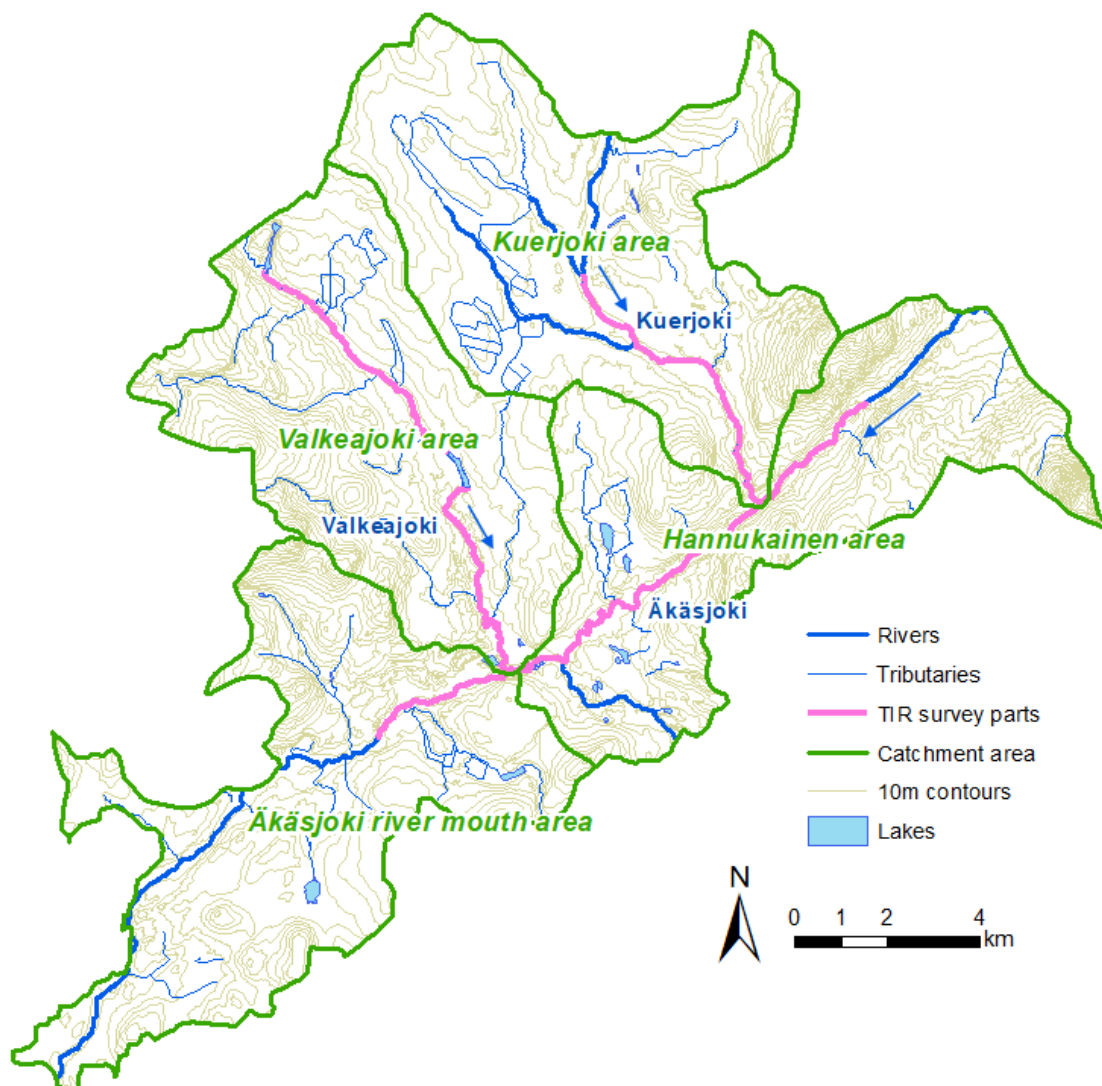 Kuerjoki area
Kuerjoki
Valkeajoki area
Valkeajoki
Hannukainen area
Äkäsjoki
Äkäsjoki river mouth area
Rivers
Tributaries
TIR survey parts
Catchment area
10m contours
Lakes
N
0 1 2 4
km